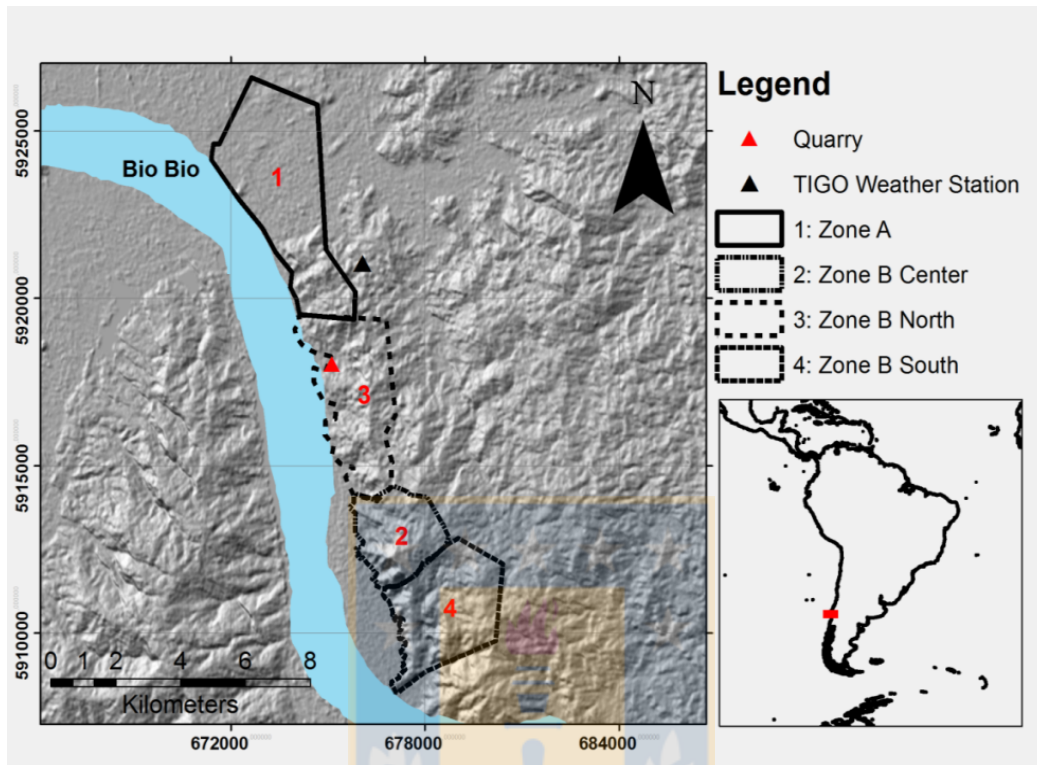 Bio Bio
1
2
3
4
N
5925000
5920000
5915000
5910000
0 1 2 4 6 8
Kilometers
672000 678000 684000
Legend
Quarry
TIGO Weather Station
1: Zone A
2: Zone B Center
3: Zone B North
4: Zone B South